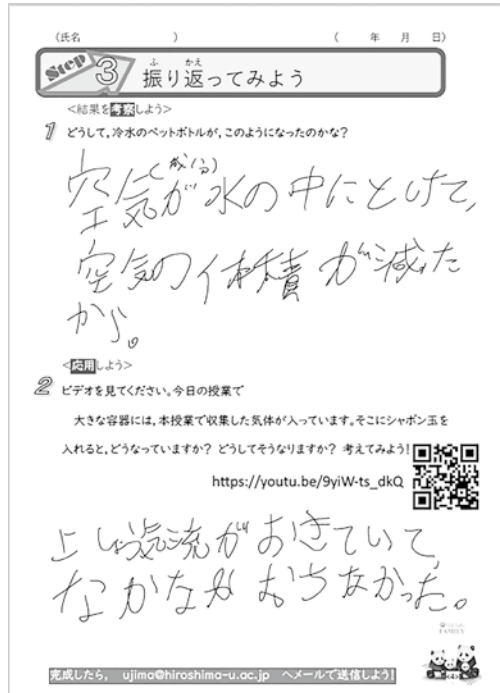 (氏名　　　　　　　　)　　　　　　　　(　　年　　月　　日)
Step 3 振り返ってみよう
ふ　かえ
<結果を考察しよう>
1 どうして,冷水のペットボトルが,このようになったのかな?
(成分)
空気が水の中にとけて,
空気の体積が減った
から。
<応用しよう>
2 ビデオを見てください。今日の授業で
大きな容器には,本授業で収集した気体が入っています。そこにシャボン玉を
入れると,どうなっていますか? どうしてそうなりますか? 考えてみよう!
https://youtu.be/9yiW-ts_dkQ
上しょう気流がおきていて,
なかなかおちなかった。
FAMILY
完成したら, ujima@hiroshima-u.ac.jp へメールで送信しよう!